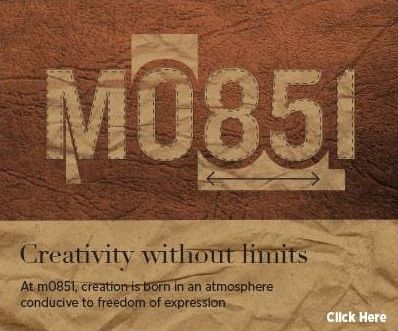 M0851
Creativity without limits
At m0851, creation is born in an atmosphere
conducive to freedom of expression
Click Here